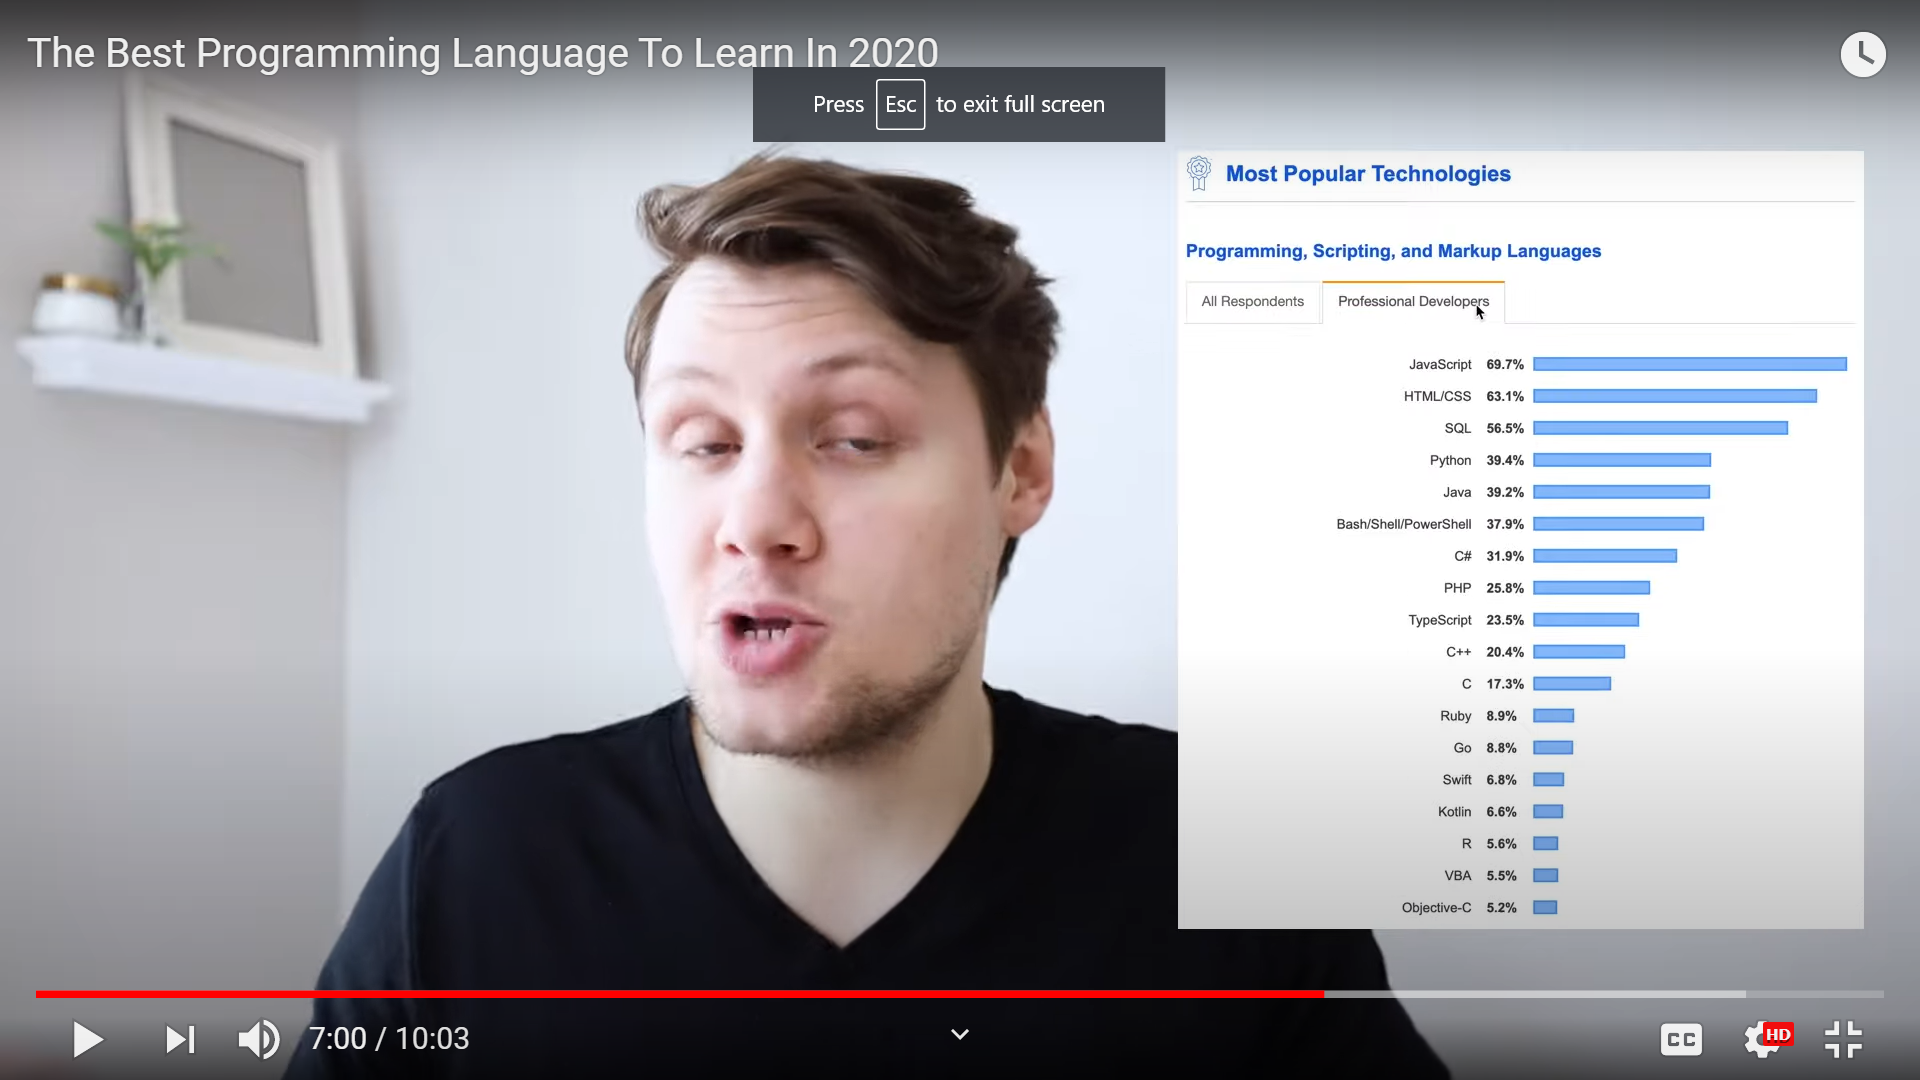 The Best Programming Language To Learn In 2020
Press Esc to exit full screen
Most Popular Technologies
Programming, Scripting, and Markup Languages
All Respondents Professional Developers
JavaScript 69.7%
HTML/CSS 63.1%
SQL 56.5%
Python 39.4%
Java 39.2%
Bash/Shell/PowerShell 37.9%
C# 31.9%
PHP 25.8%
TypeScript 23.5%
C++ 20.4%
C 17.3%
Ruby 8.9%
Go 8.8%
Swift 6.8%
Kotlin 6.6%
R 5.6%
VBA 5.5%
Objective-C 5.2%
7:00 / 10:03
CC
HD